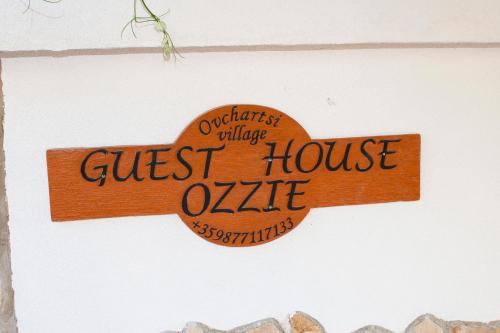 Ovchartsi
village
GUEST HOUSE
OZZIE
+359877117133